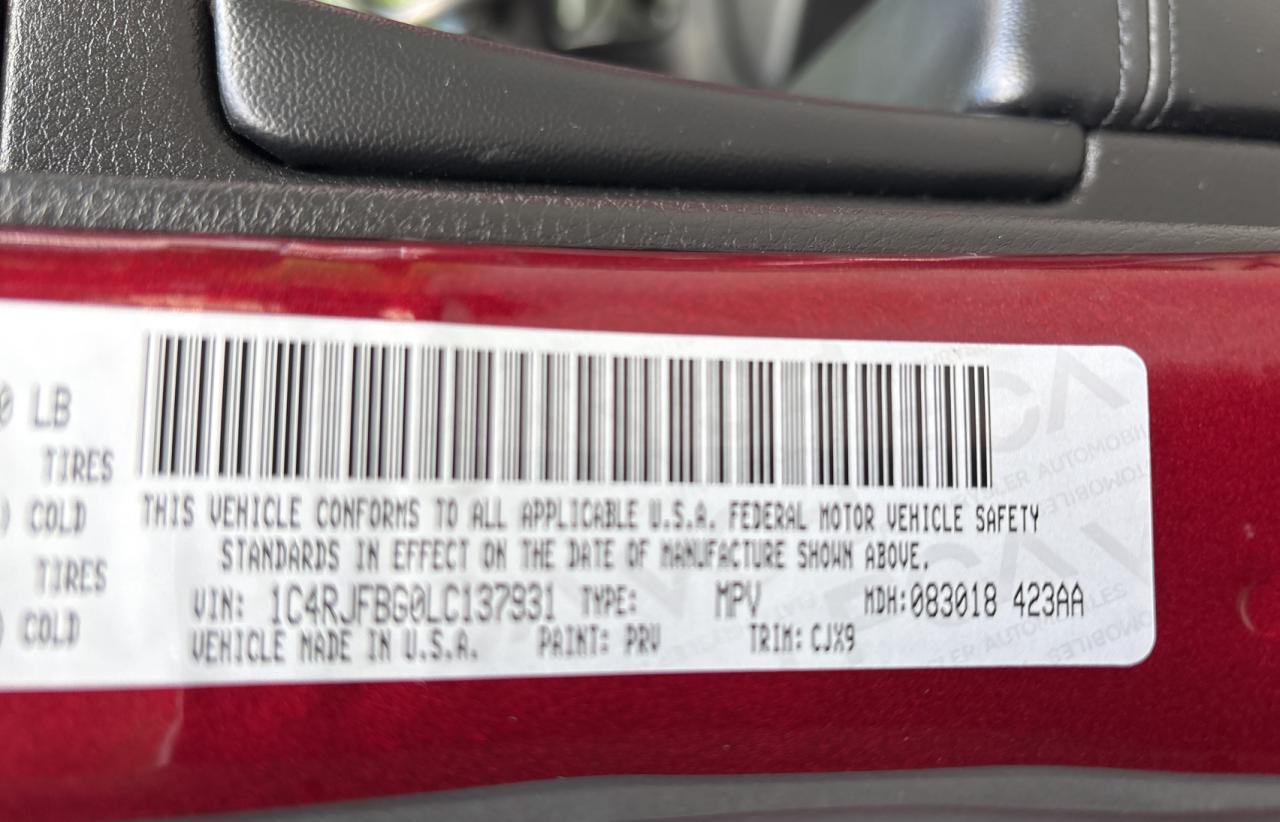 0 LB
TIRES
) COLD
TIRES
) COLD
THIS VEHICLE CONFORMS TO ALL APPLICABLE U.S.A. FEDERAL MOTOR VEHICLE SAFETY
STANDARDS IN EFFECT ON THE DATE OF MANUFACTURE SHOWN ABOVE.
VIN: 1C4RJFBG0LC137931 TYPE: MPV MDH:083018 423AA
VEHICLE MADE IN U.S.A. PAINT: PRV TRIM: CJX9